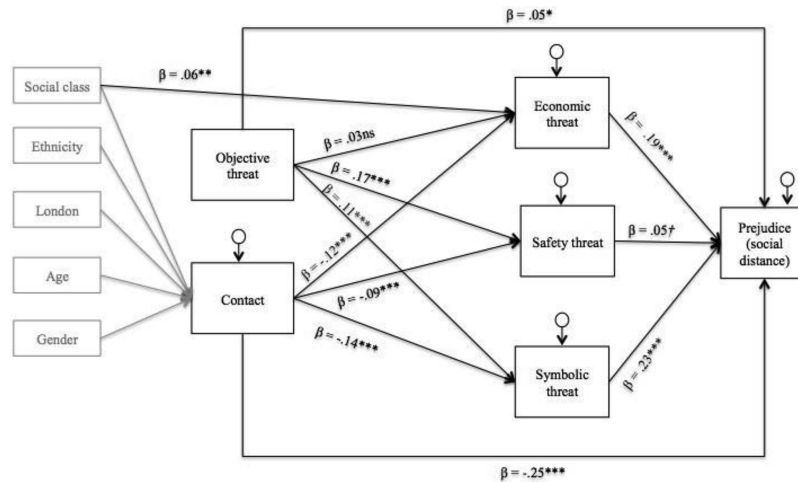 β = .05*
β = .06**
Social class
Economic
threat
Ethnicity
Objective
threat
β = .03ns
β = .19***
β = .17***
London
β = .11***
Safety threat
β = .05†
Prejudice
(social
distance)
β = -.12***
Age
Contact
β = -.09***
Gender
β = -.14***
Symbolic
threat
β = .23***
β = -.25***